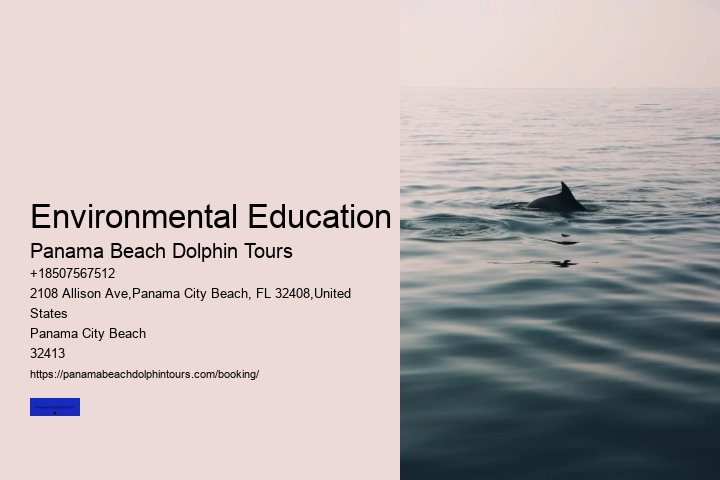 Environmental Education
Panama Beach Dolphin Tours
+18507567512
2108 Allison Ave,Panama City Beach, FL 32408,United
States
Panama City Beach
32413
https://panamabeachdolphintours.com/booking/